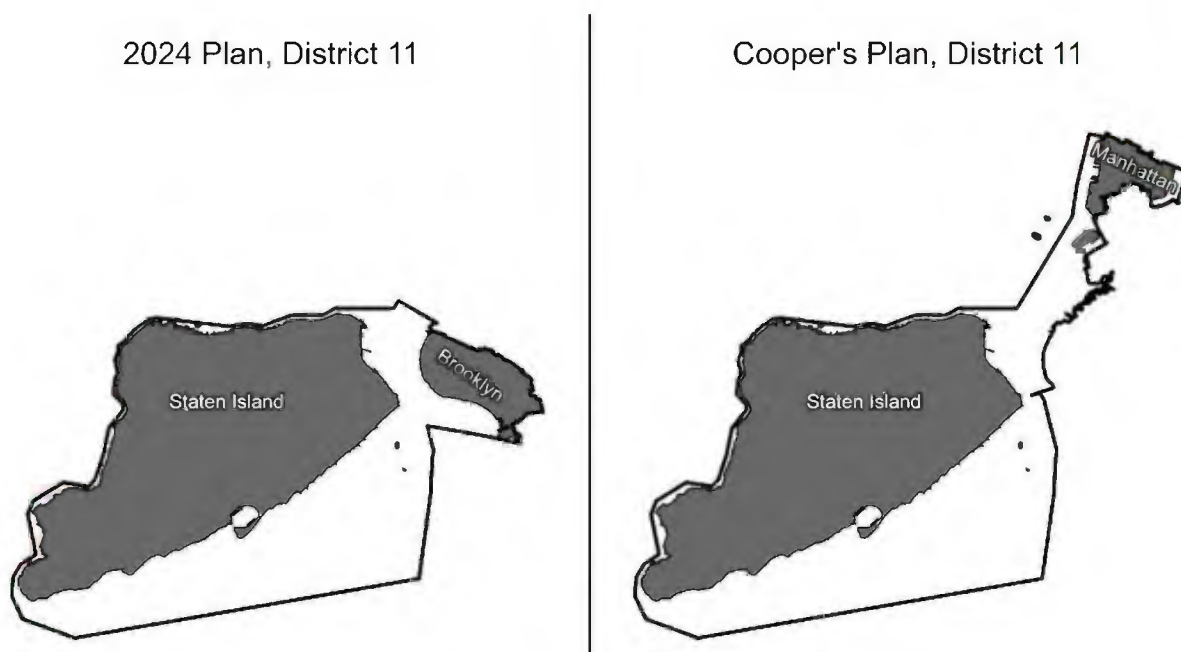 2024 Plan, District 11
Staten Island
Brooklyn
Cooper's Plan, District 11
Manhattan
Staten Island